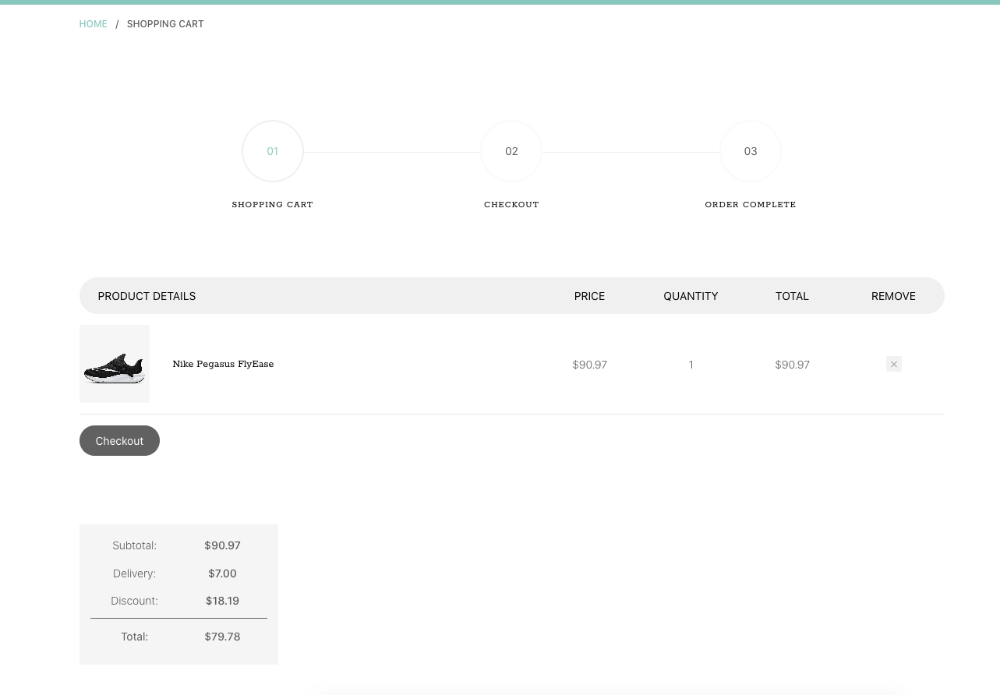 HOME / SHOPPING CART
01 02 03
SHOPPING CART CHECKOUT ORDER COMPLETE
PRODUCT DETAILS PRICE QUANTITY TOTAL REMOVE
Nike Pegasus FlyEase $90.97 1 $90.97 ×
Checkout
Subtotal: $90.97
Delivery: $7.00
Discount: $18.19
Total: $79.78